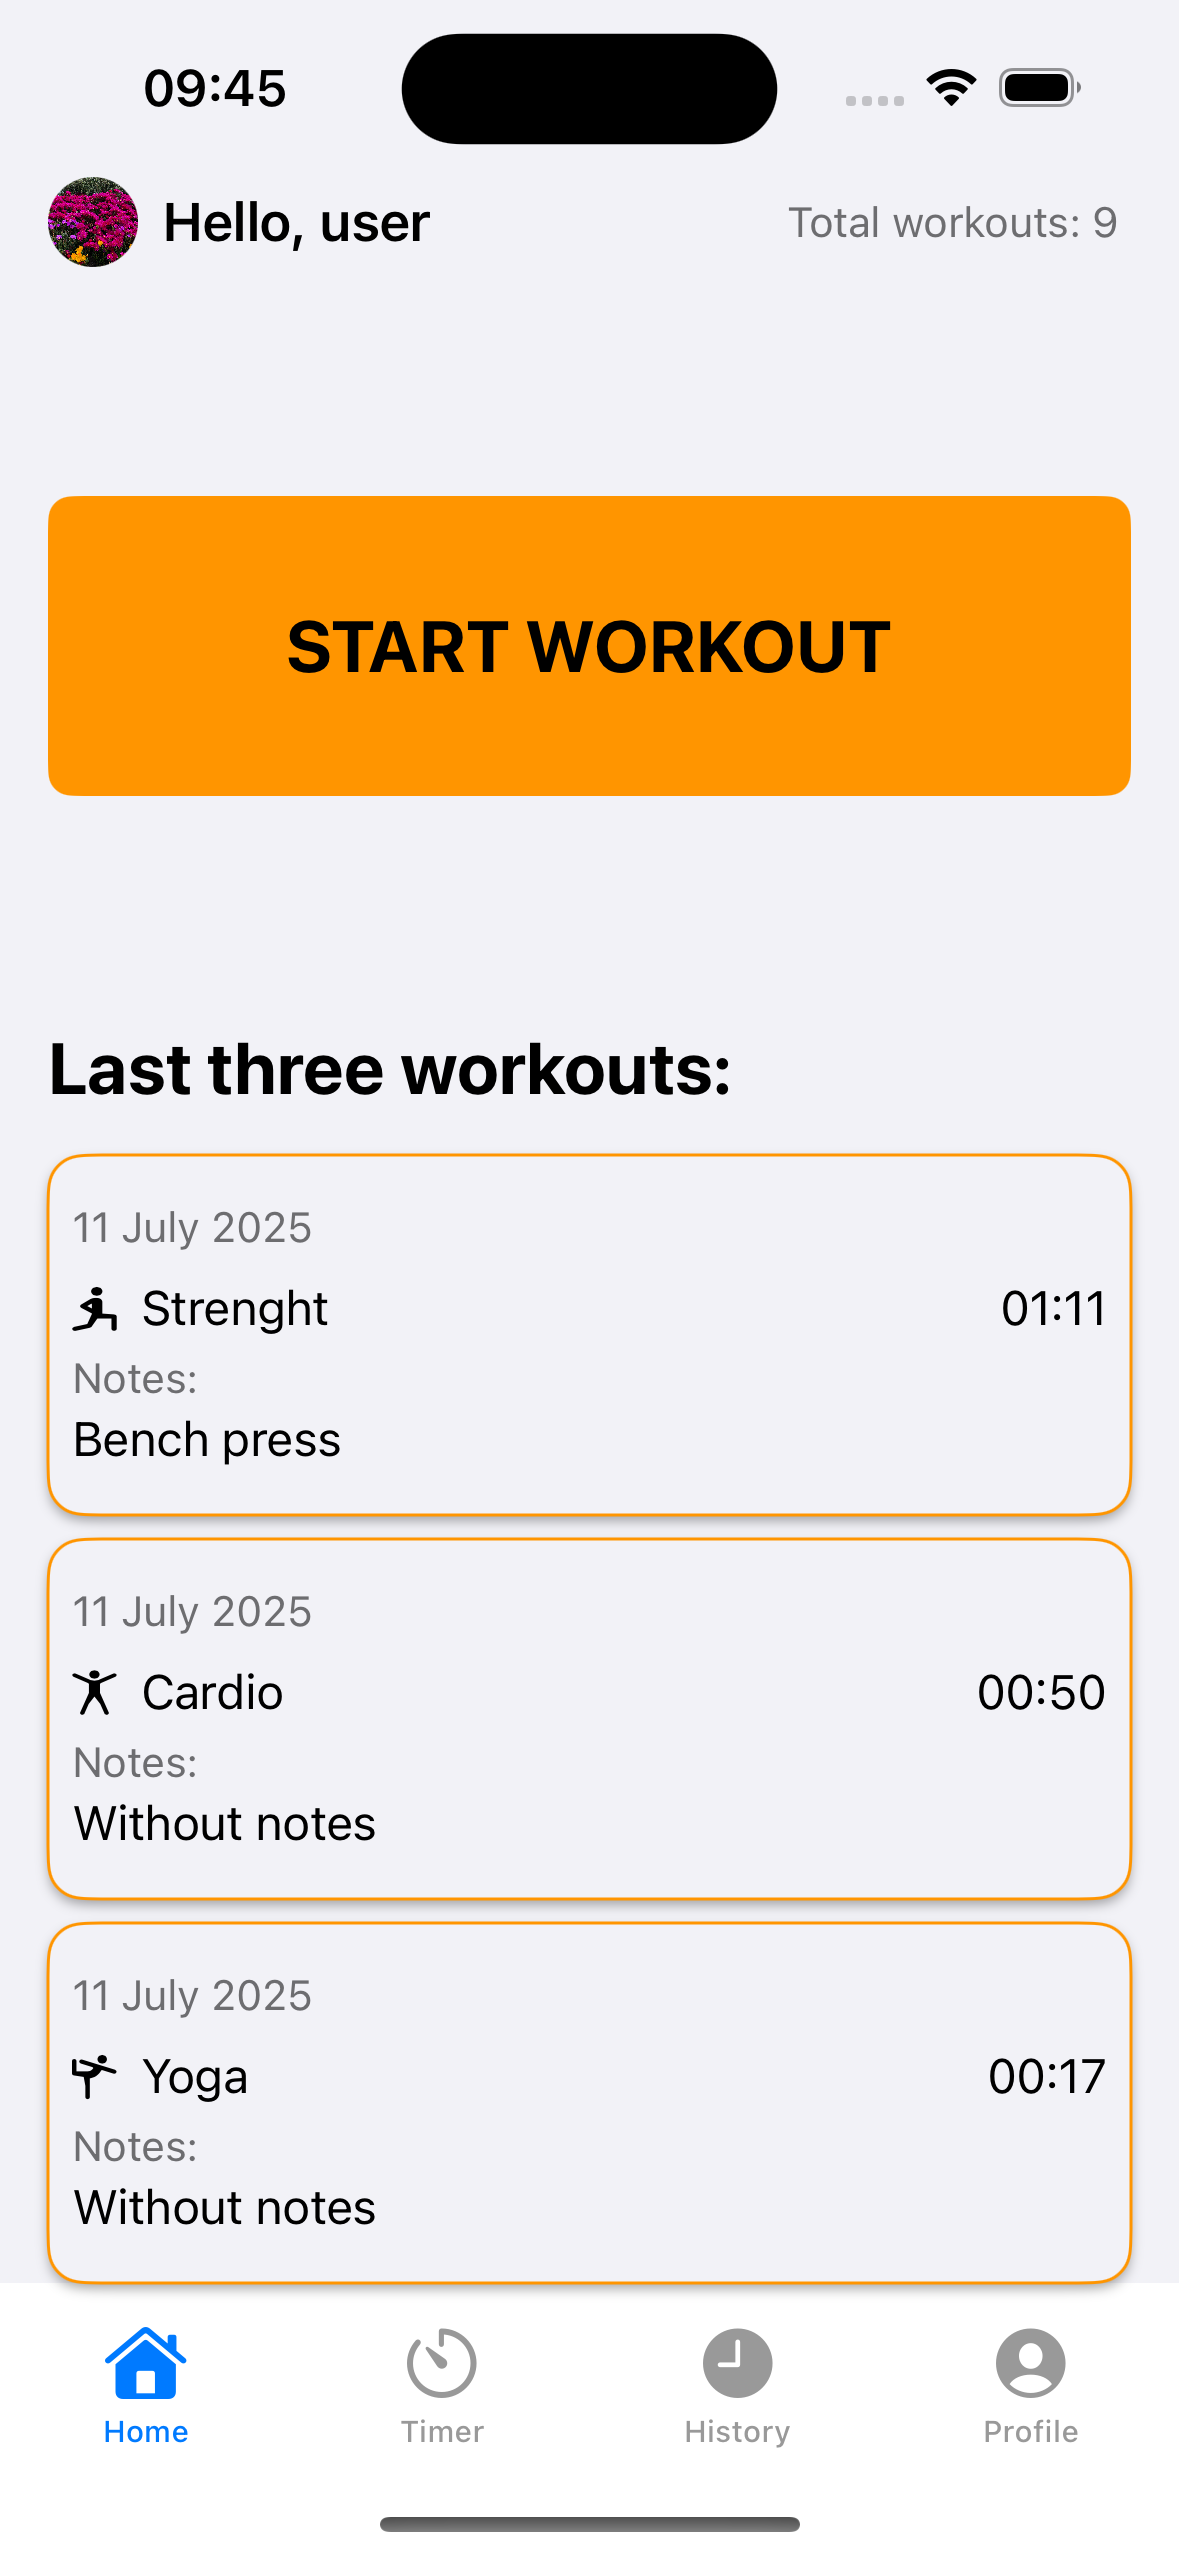 09:45
Hello, user
Total workouts: 9
START WORKOUT
Last three workouts:
11 July 2025
Strenght 01:11
Notes:
Bench press
11 July 2025
Cardio 00:50
Notes:
Without notes
11 July 2025
Yoga 00:17
Notes:
Without notes
Home Timer History Profile